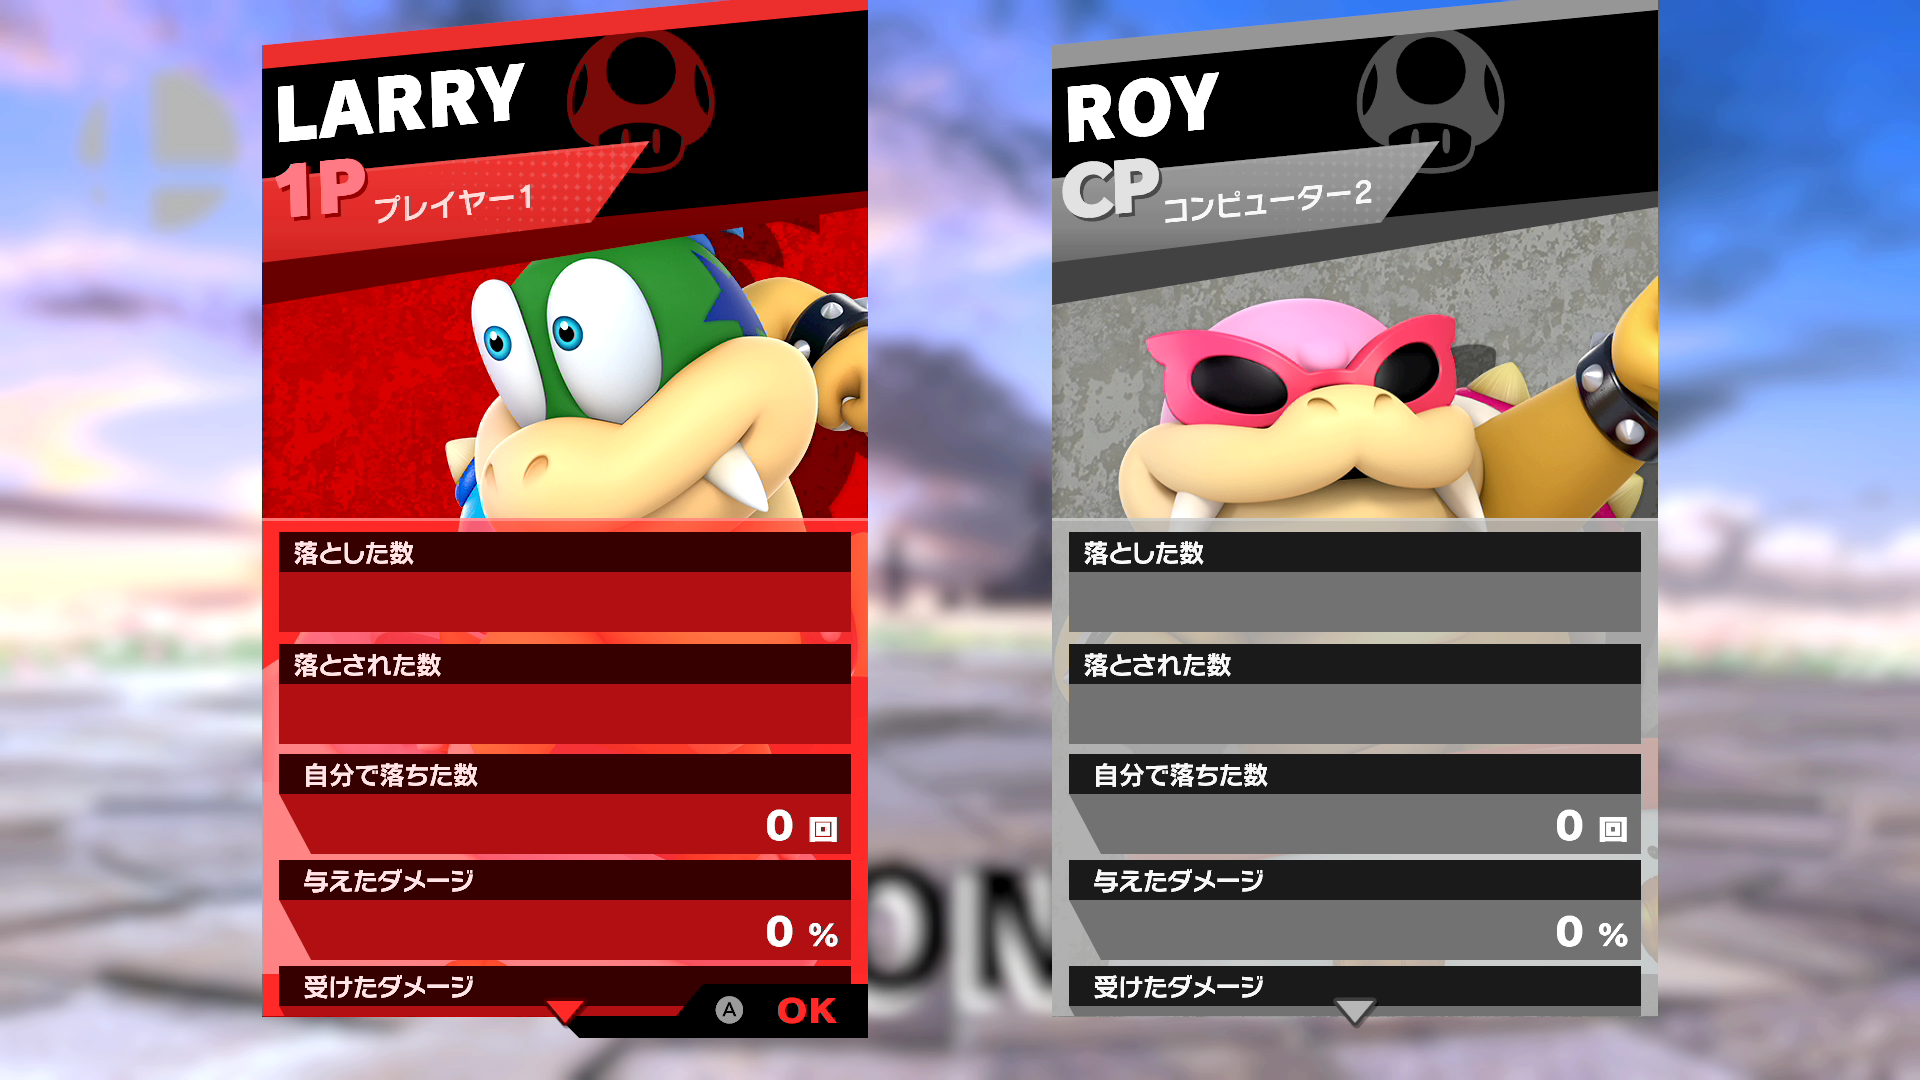 LARRY
1P プレイヤー1
落とした数
落とされた数
自分で落ちた数
0 回
与えたダメージ
0 %
受けたダメージ
A OK
ROY
CP コンピューター2
落とした数
落とされた数
自分で落ちた数
0 回
与えたダメージ
0 %
受けたダメージ
ON